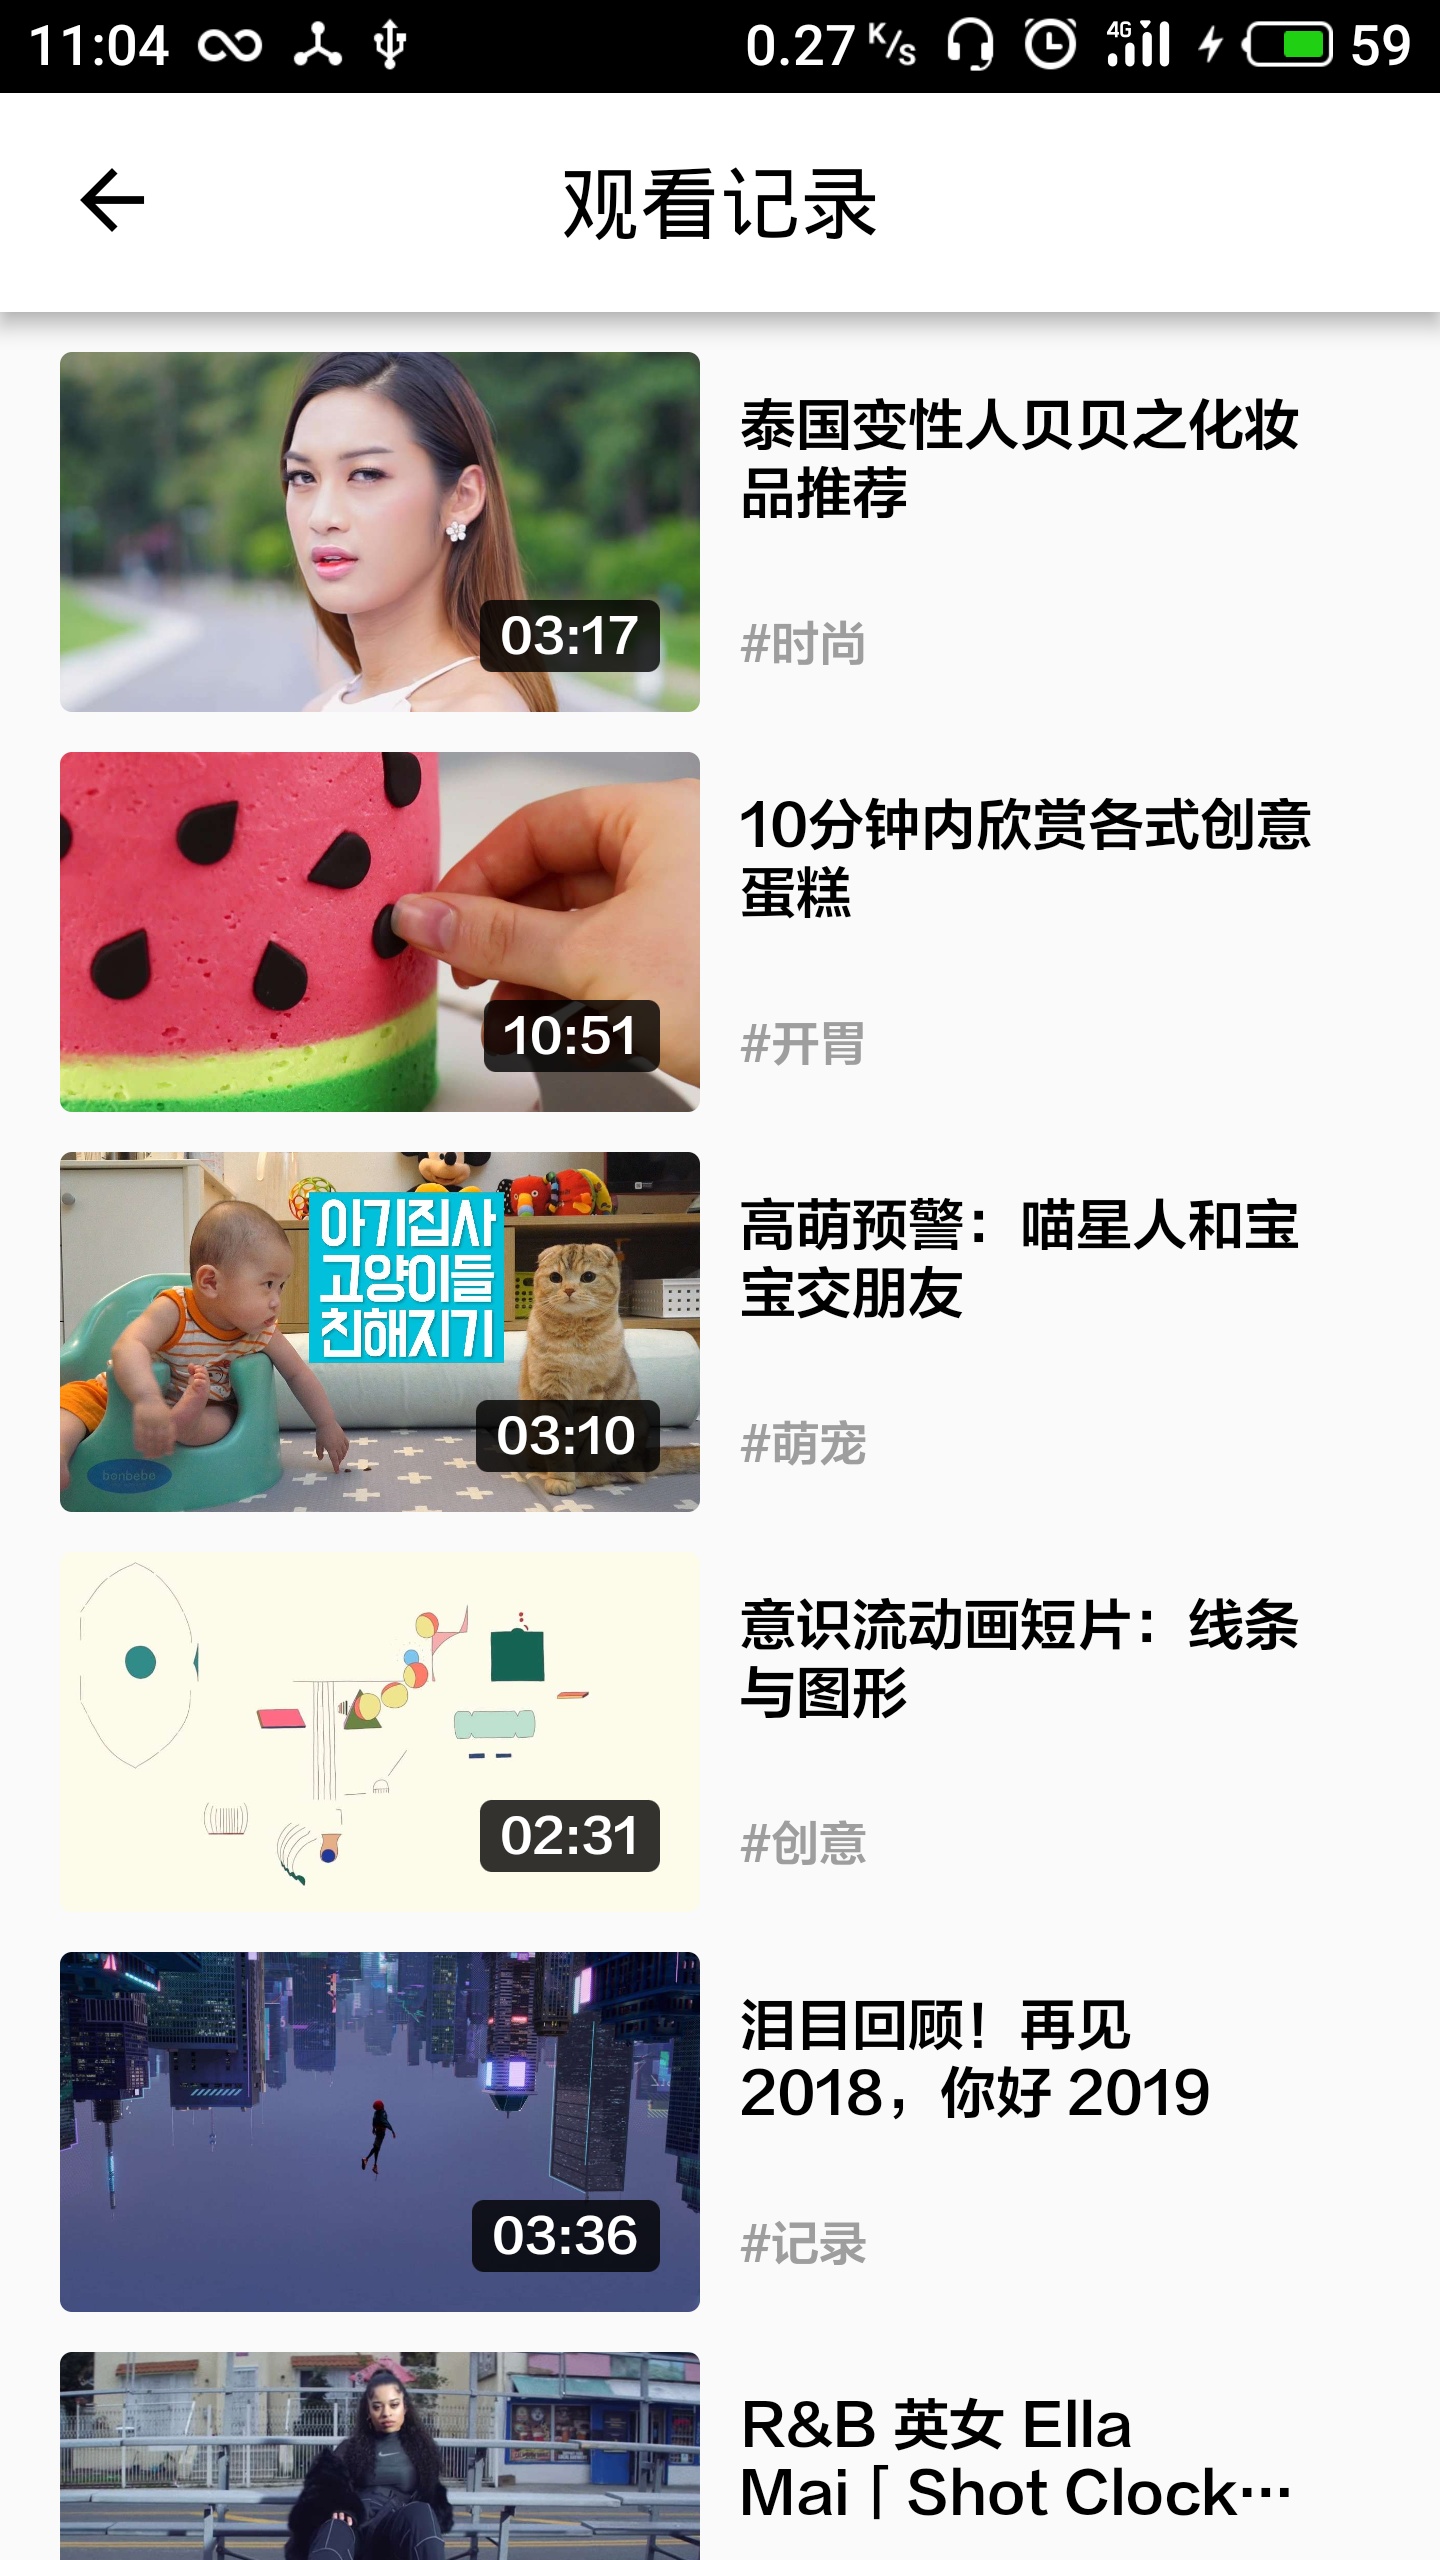 11:04
0.27 K/s 4G 59
观看记录
泰国变性人贝贝之化妆
品推荐
03:17
#时尚
10分钟内欣赏各式创意
蛋糕
10:51
#开胃
아기집사
고양이들
친해지기
bonbebe
03:10
高萌预警：喵星人和宝
宝交朋友
#萌宠
意识流动画短片：线条
与图形
02:31
#创意
泪目回顾！再见
2018，你好 2019
03:36
#记录
R&B 英女 Ella
Mai「 Shot Clock…